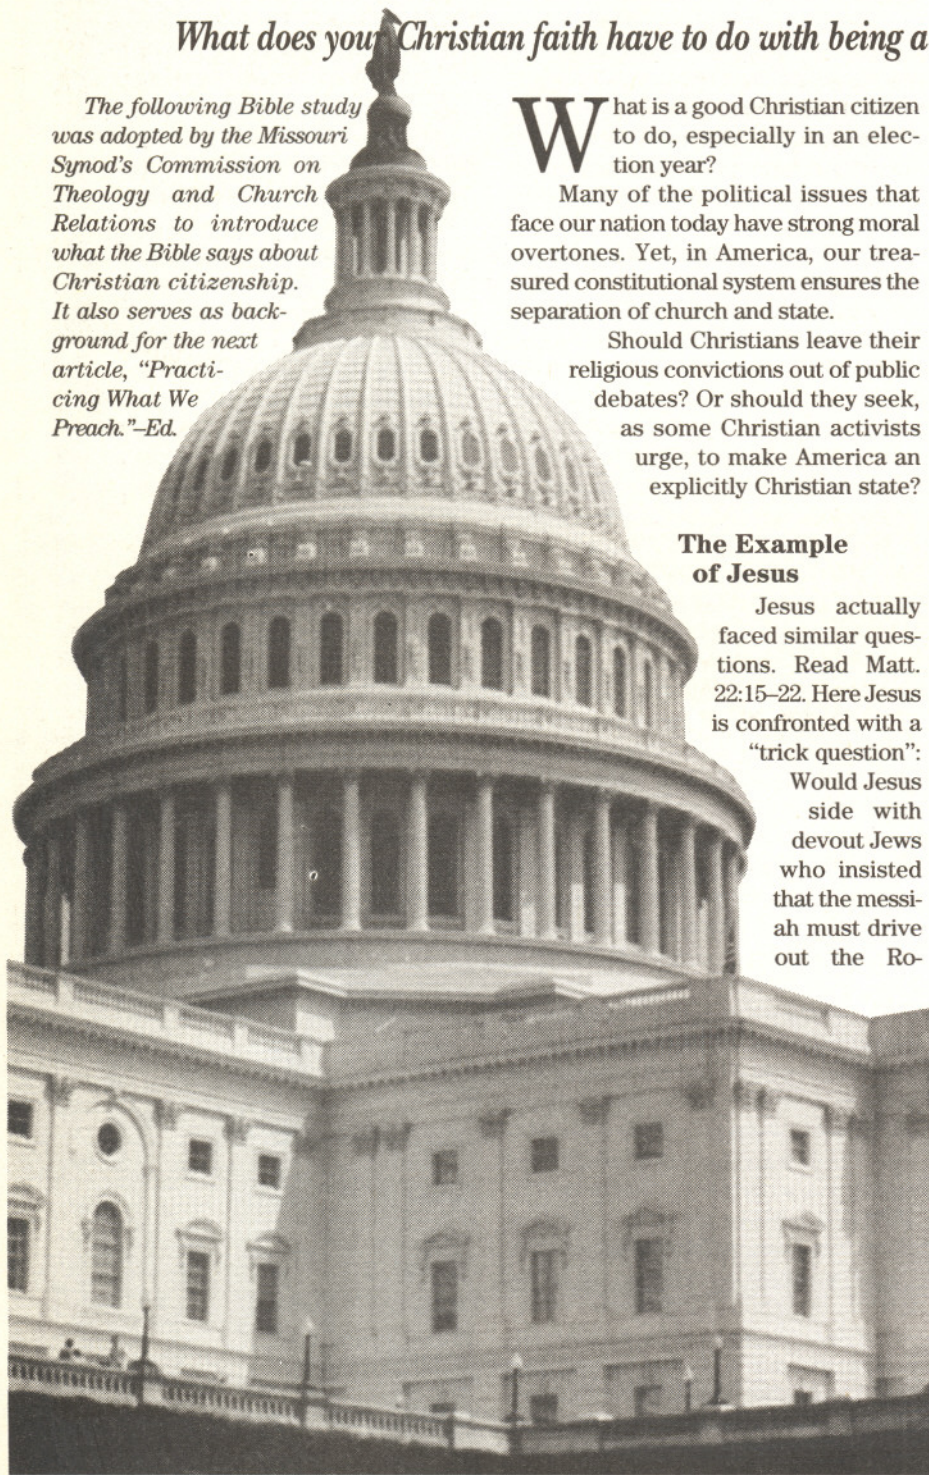 What does your Christian faith have to do with being a
The following Bible study
was adopted by the Missouri
Synod's Commission on
Theology and Church
Relations to introduce
what the Bible says about
Christian citizenship.
It also serves as back-
ground for the next
article, “Practi-
cing What We
Preach.”–Ed.
What is a good Christian citizen
to do, especially in an elec-
tion year?
Many of the political issues that
face our nation today have strong moral
overtones. Yet, in America, our trea-
sured constitutional system ensures the
separation of church and state.
Should Christians leave their
religious convictions out of public
debates? Or should they seek,
as some Christian activists
urge, to make America an
explicitly Christian state?
The Example
of Jesus
Jesus actually
faced similar ques-
tions. Read Matt.
22:15–22. Here Jesus
is confronted with a
“trick question”:
Would Jesus
side with
devout Jews
who insisted
that the messi-
ah must drive
out the Ro-